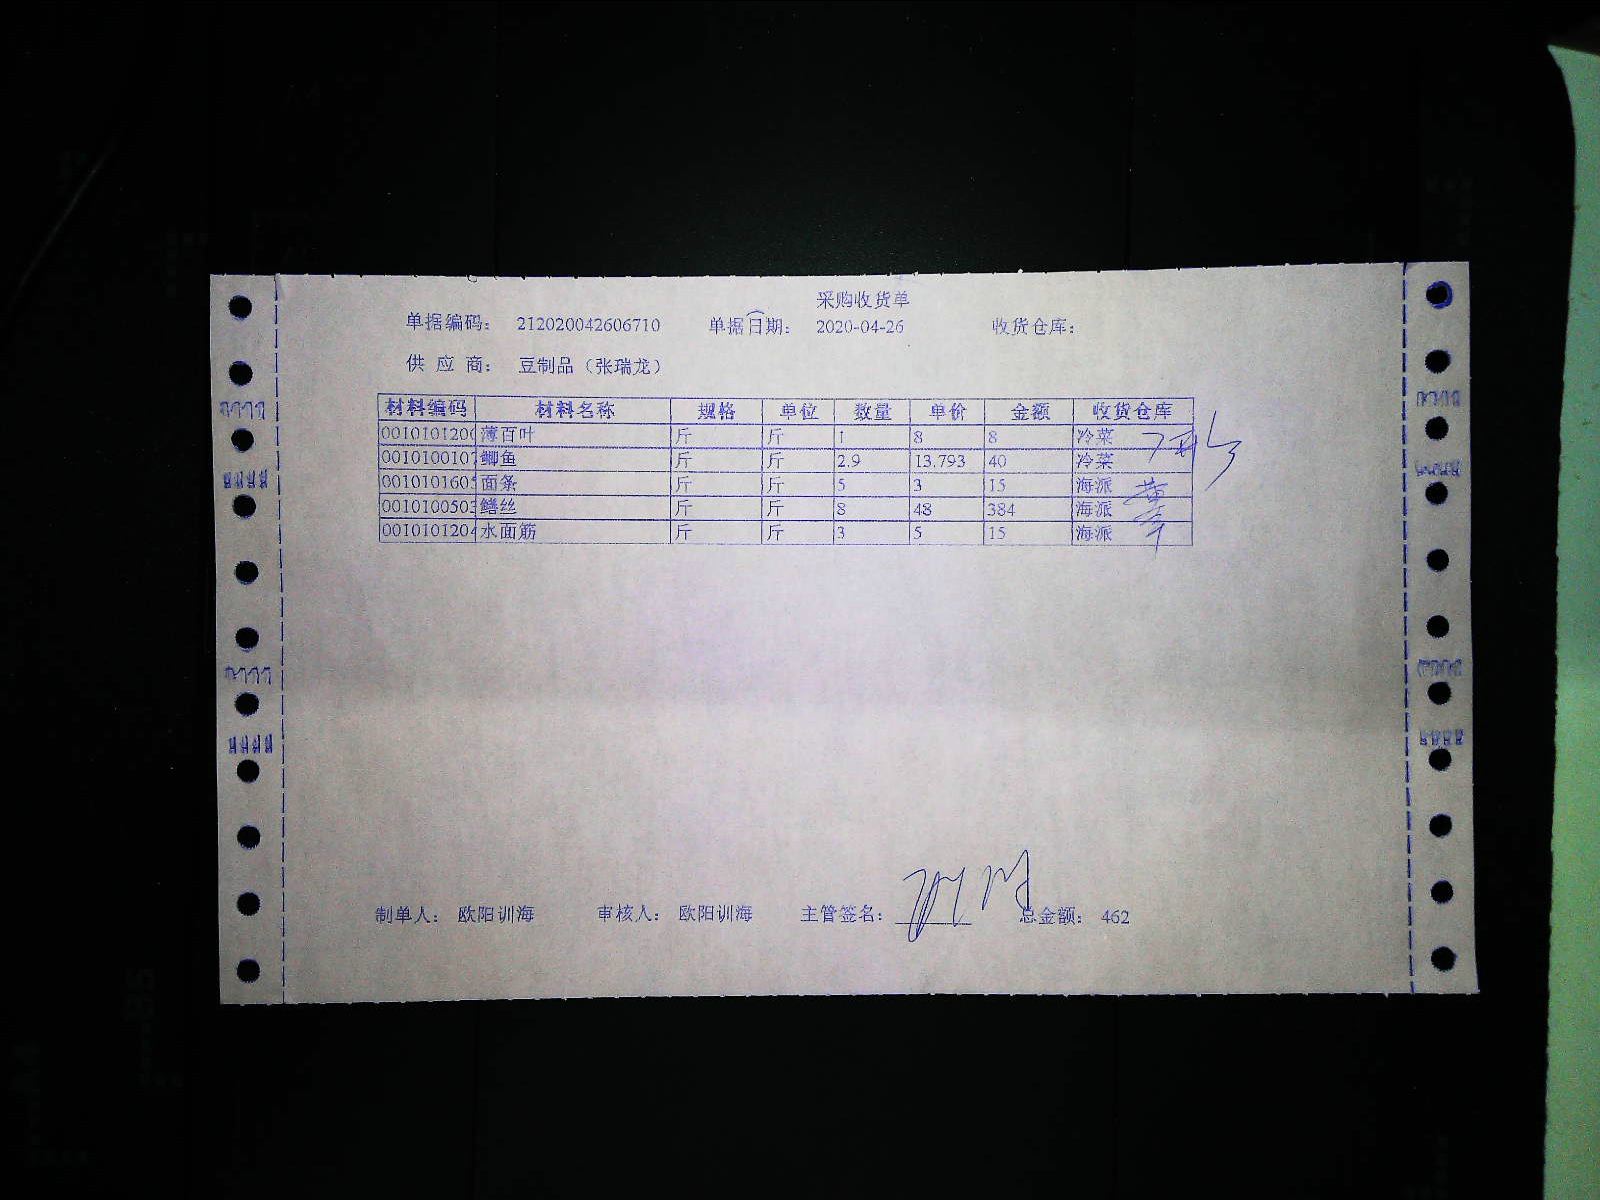 采购收货单
单据编码: 212020042606710 单据日期: 2020-04-26 收货仓库:
供 应 商: 豆制品（张瑞龙）
材料编码 材料名称 规格 单位 数量 单价 金额 收货仓库
0010101206 薄百叶 斤 斤 1 8 8 冷菜
0010100107 鲫鱼 斤 斤 2.9 13.793 40 冷菜
0010101605 面条 斤 斤 5 3 15 海派
0010100503 鳝丝 斤 斤 8 48 384 海派
0010101204 水面筋 斤 斤 3 5 15 海派
制单人: 欧阳训海 审核人: 欧阳训海 主管签名: 总金额: 462